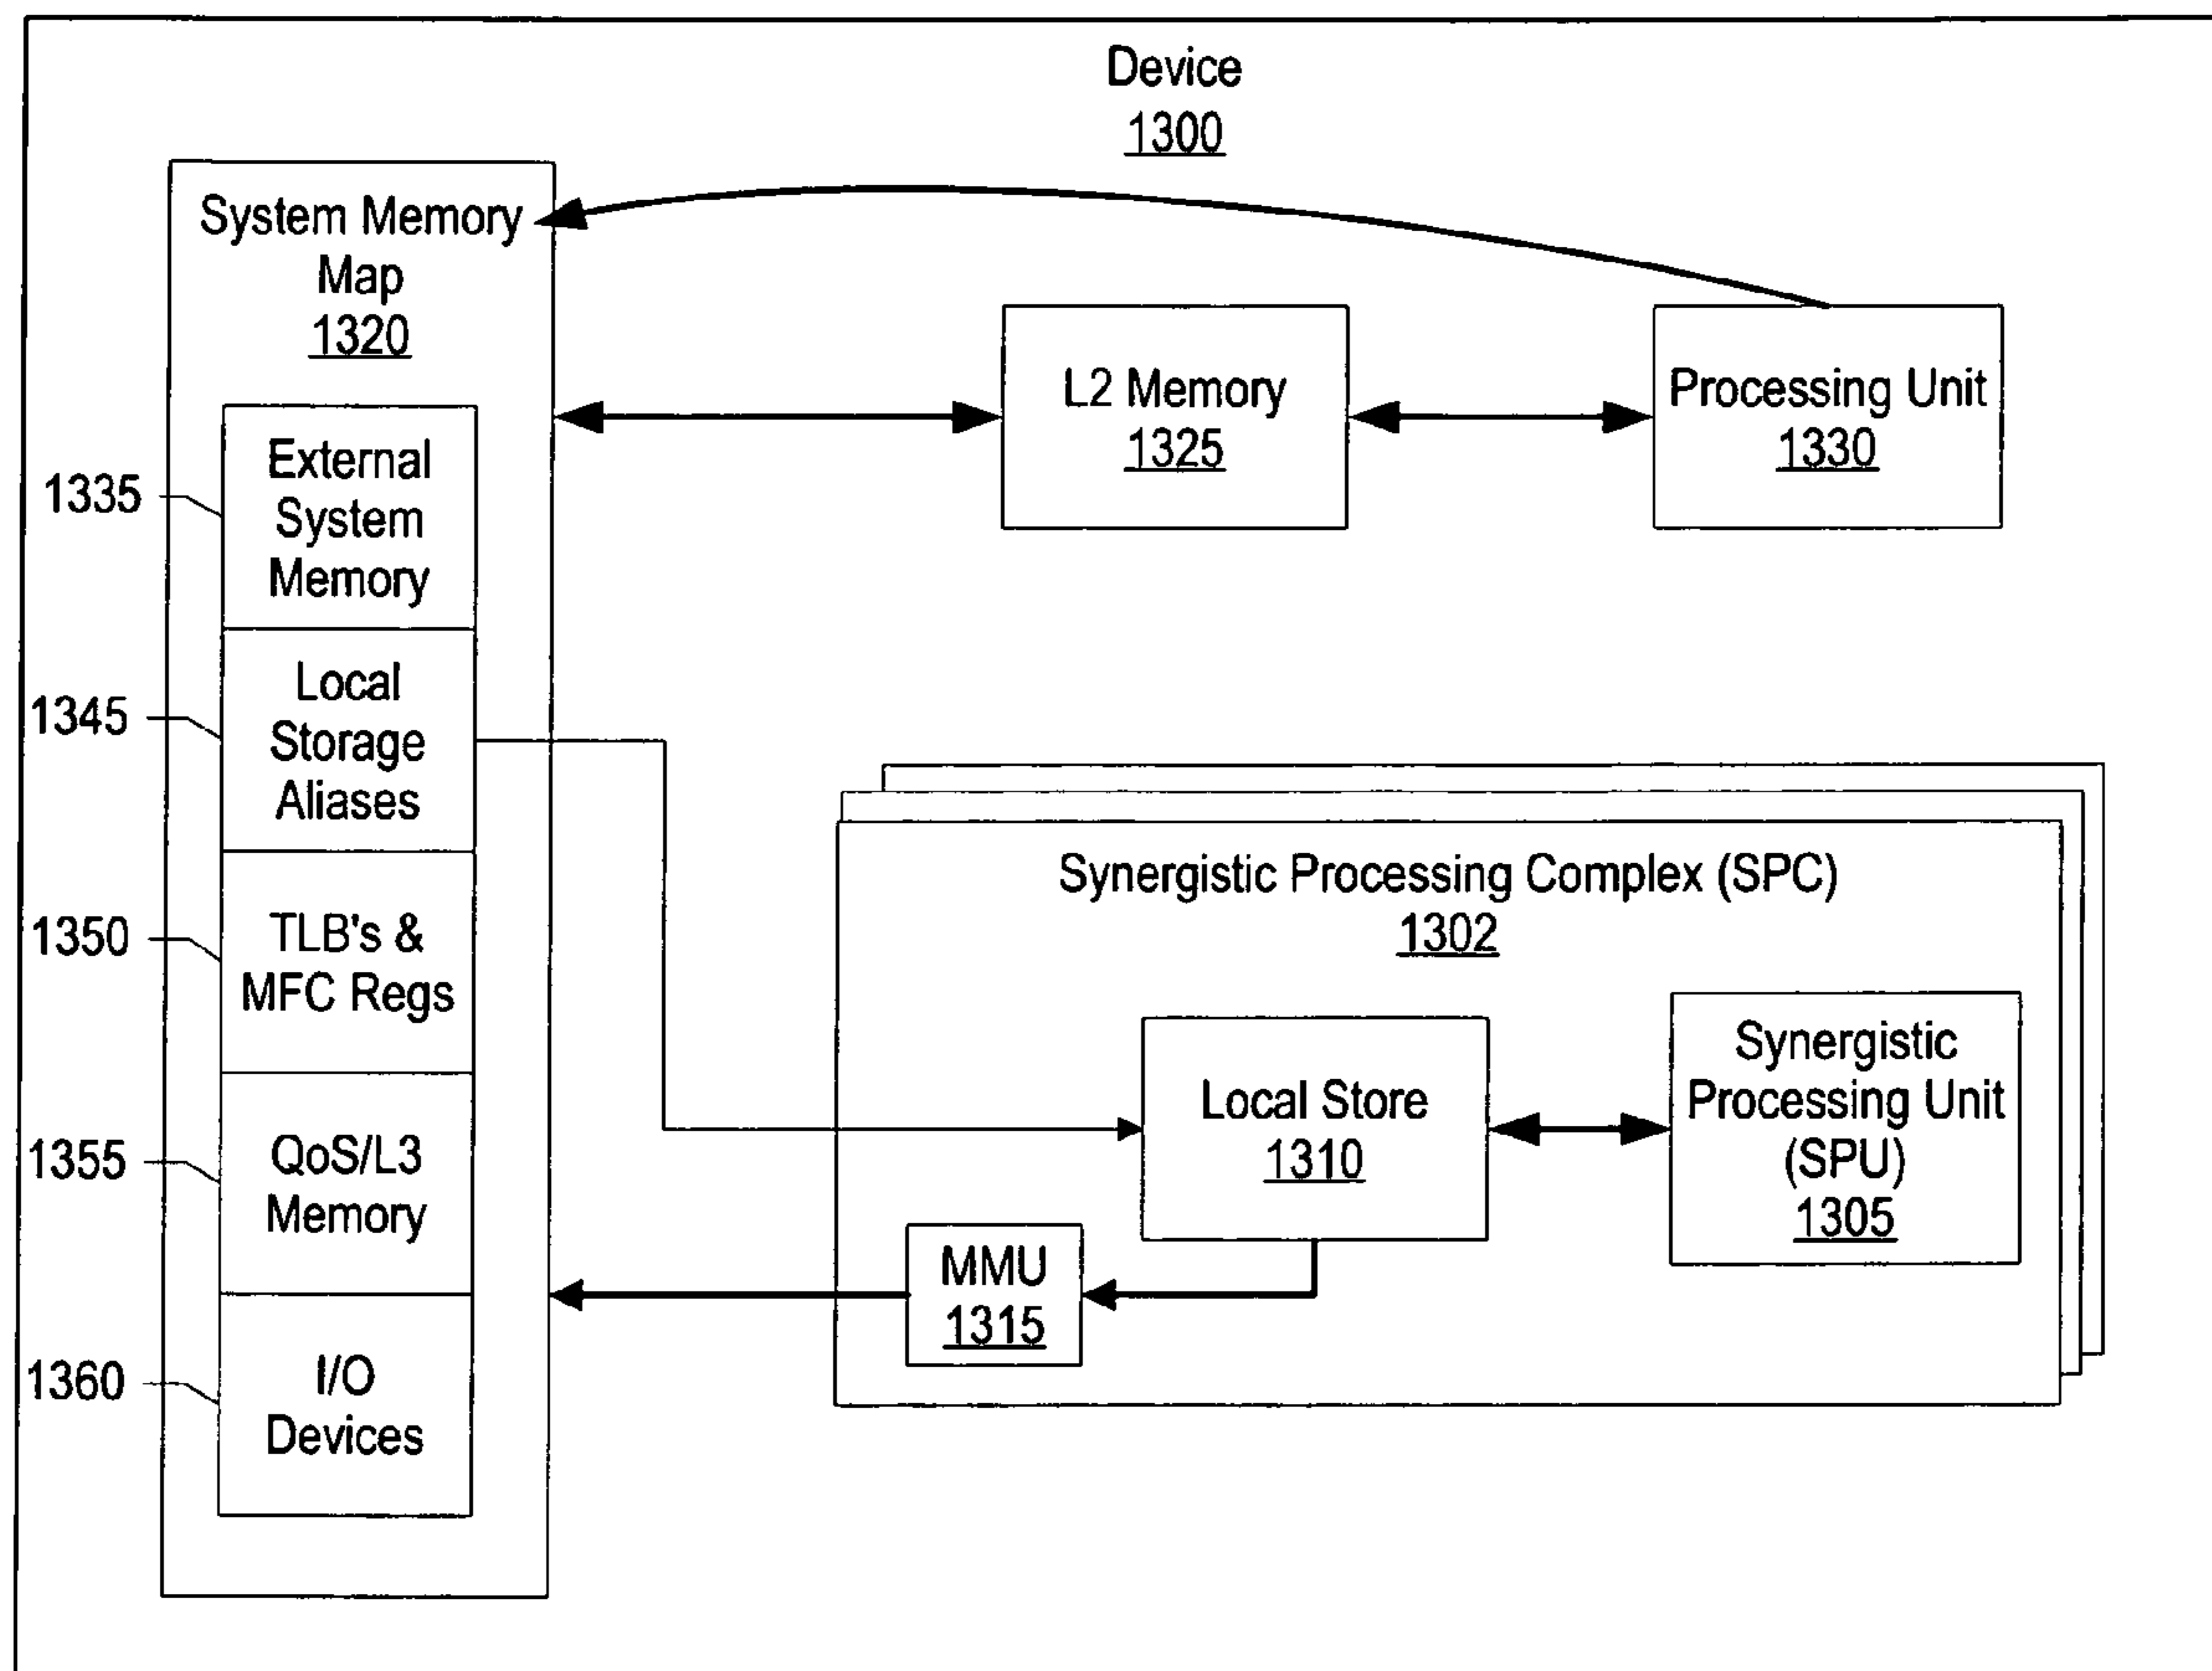 Device
1300
System Memory
Map
1320
L2 Memory
1325
Processing Unit
1330
1335
External
System
Memory
1345
Local
Storage
Aliases
1350
TLB's &
MFC Regs
1355
QoS/L3
Memory
1360
I/O
Devices
Synergistic Processing Complex (SPC)
1302
Local Store
1310
Synergistic
Processing Unit
(SPU)
1305
MMU
1315